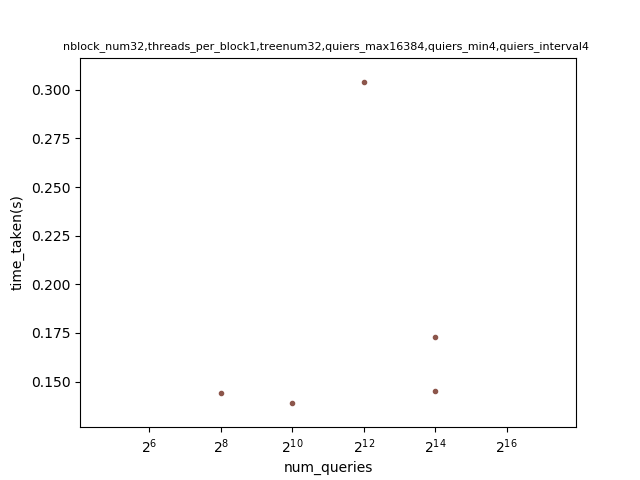 nblock_num32,threads_per_block1,treenum32,quiers_max16384,quiers_min4,quiers_interval4
0.300
0.275
0.250
0.225
0.200
0.175
0.150
time_taken(s)
2^6 2^8 2^10 2^12 2^14 2^16
num_queries